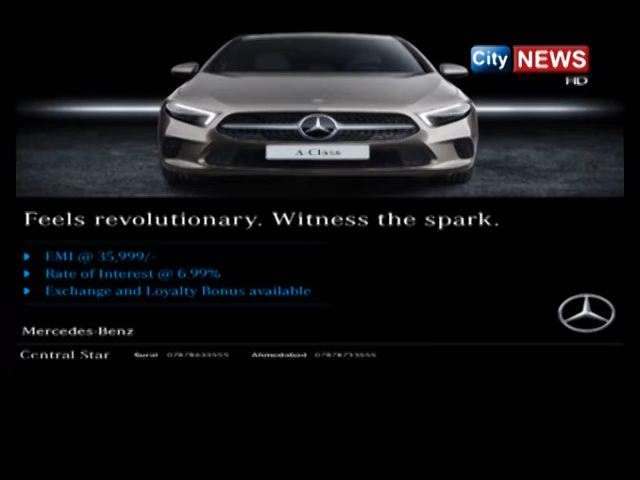 City NEWS
HD
A-Class
Feels revolutionary. Witness the spark.
EMI @ 35,999/-
Rate of Interest @ 6.99%
Exchange and Loyalty Bonus available
Mercedes-Benz
Central Star Surat : Ahmedabad :